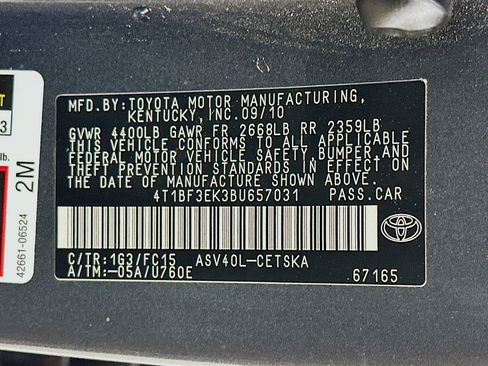 MFD.BY:TOYOTA MOTOR MANUFACTURING,
KENTUCKY, INC. 09/10
GVWR 4400LB GAWR FR 2668LB RR 2359LB
THIS VEHICLE CONFORMS TO ALL APPLICABLE
FEDERAL MOTOR VEHICLE SAFETY, BUMPER AND
THEFT PREVENTION STANDARDS IN EFFECT ON
THE DATE OF MANUFACTURE SHOWN ABOVE.
4T1BF3EK3BU657031 PASS.CAR
C/TR:1G3/FC15 ASV40L-CETSKA
A/TM:-05A/U760E 67165
3
lb.
2M
42661-06524